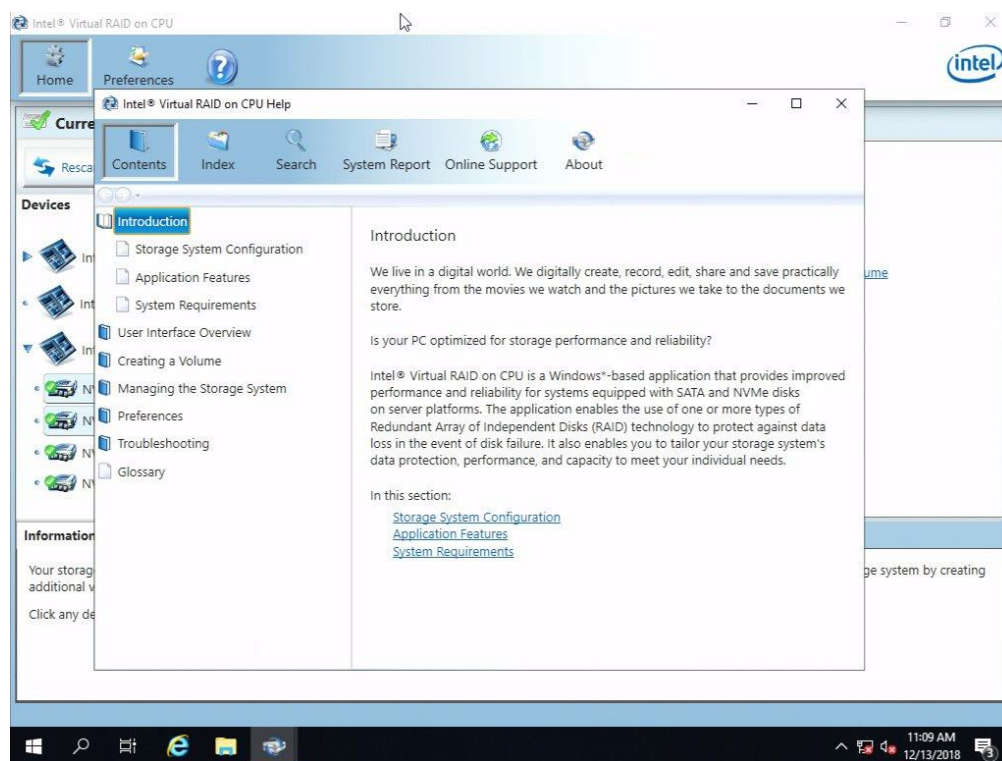 Intel® Virtual RAID on CPU
Home
Preferences
intel
Intel® Virtual RAID on CPU Help
Contents
Index
Search
System Report
Online Support
About
Curre
Resca
Devices
In
Int
Int
NV
NV
NV
NV
Introduction
Storage System Configuration
Application Features
System Requirements
User Interface Overview
Creating a Volume
Managing the Storage System
Preferences
Troubleshooting
Glossary
Introduction
We live in a digital world. We digitally create, record, edit, share and save practically
everything from the movies we watch and the pictures we take to the documents we
store.
Is your PC optimized for storage performance and reliability?
Intel® Virtual RAID on CPU is a Windows*-based application that provides improved
performance and reliability for systems equipped with SATA and NVMe disks
on server platforms. The application enables the use of one or more types of
Redundant Array of Independent Disks (RAID) technology to protect against data
loss in the event of disk failure. It also enables you to tailor your storage system's
data protection, performance, and capacity to meet your individual needs.
In this section:
Storage System Configuration
Application Features
System Requirements
ume
Information
Your storag
additional v
Click any de
ge system by creating
11:09 AM
12/13/2018
3